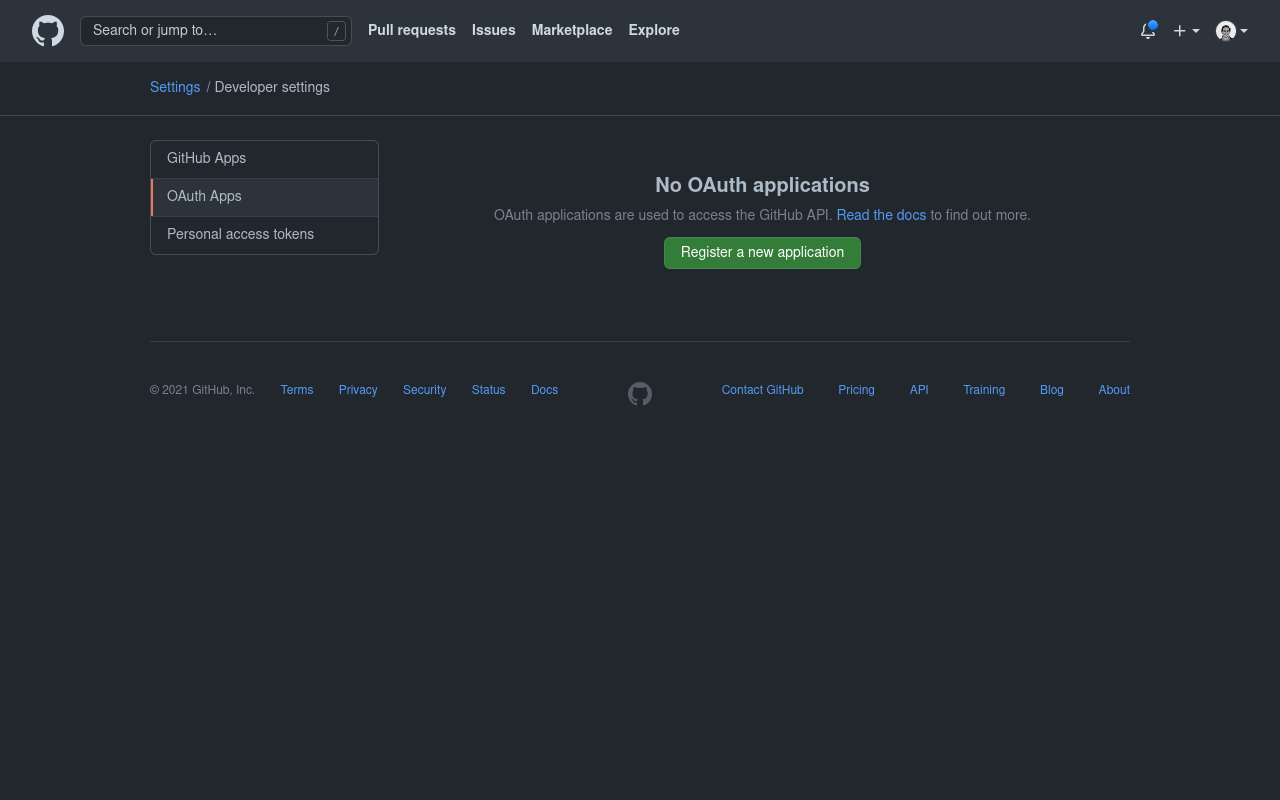 Search or jump to…
/
Pull requests
Issues
Marketplace
Explore
Settings / Developer settings
GitHub Apps
OAuth Apps
Personal access tokens
No OAuth applications
OAuth applications are used to access the GitHub API. Read the docs to find out more.
Register a new application
© 2021 GitHub, Inc.
Terms
Privacy
Security
Status
Docs
Contact GitHub
Pricing
API
Training
Blog
About